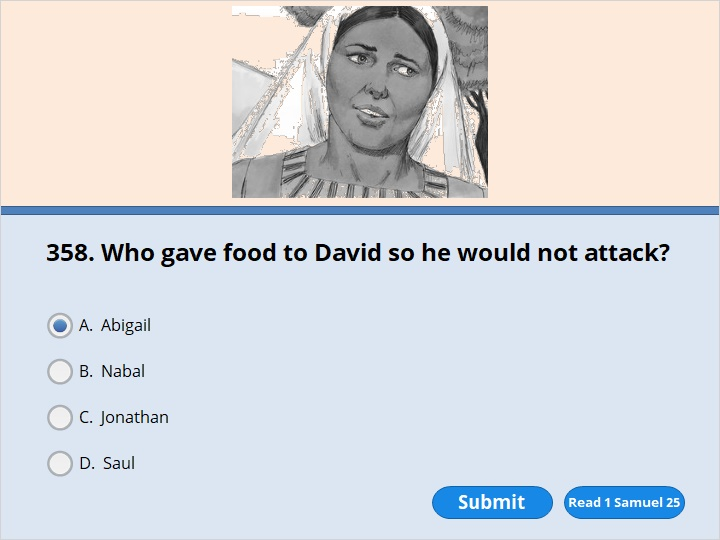 358. Who gave food to David so he would not attack?
A. Abigail
B. Nabal
C. Jonathan
D. Saul
Submit
Read 1 Samuel 25